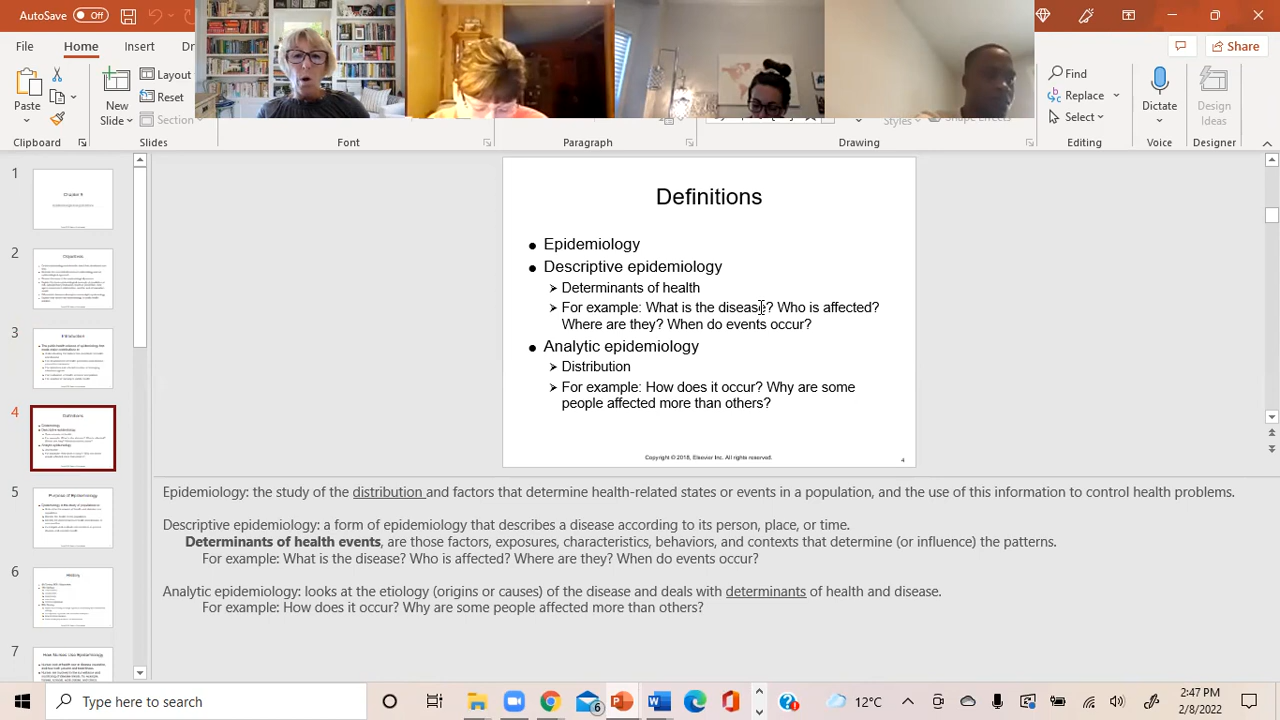 AutoSave Off
File Home Insert Dr
Share
Paste
New
Slide
Layout
Reset
Section
Styles
Shape Effects
Find
Replace
Select
Dictate
Design
Ideas
Clipboard Slides Font Paragraph Drawing Editing Voice Designer
1
2
3
4
5
6
7
Definitions
Epidemiology
Descriptive epidemiology
Determinants of health
For example: What is the disease? Who is affected?
Where are they? When do events occur?
Analytic epidemiology
Distribution
For example: How does it occur? Why are some
people affected more than others?
Copyright © 2018, Elsevier Inc. All rights reserved.
4
Epidemiology: the study of the distribution and factors that determine health-related states or events in a population, and the use of this information to control health p
Descriptive epidemiology: a form of epidemiology that describes a disease according to its person, place, or time.
Determinants of health events, are those factors, exposures, characteristics, behaviors, and contexts that determine (or influence) the patterns.
For example: What is the disease? Who is affected? Where are they? When do events occur?
Analytic epidemiology: looks at the etiology (origins or causes) of the disease and deals with determinants of health and disease.
For example: How does it occur? Why are some people affected more than others?
Type here to search
6
12°C
2:47 PM
2/8/2022